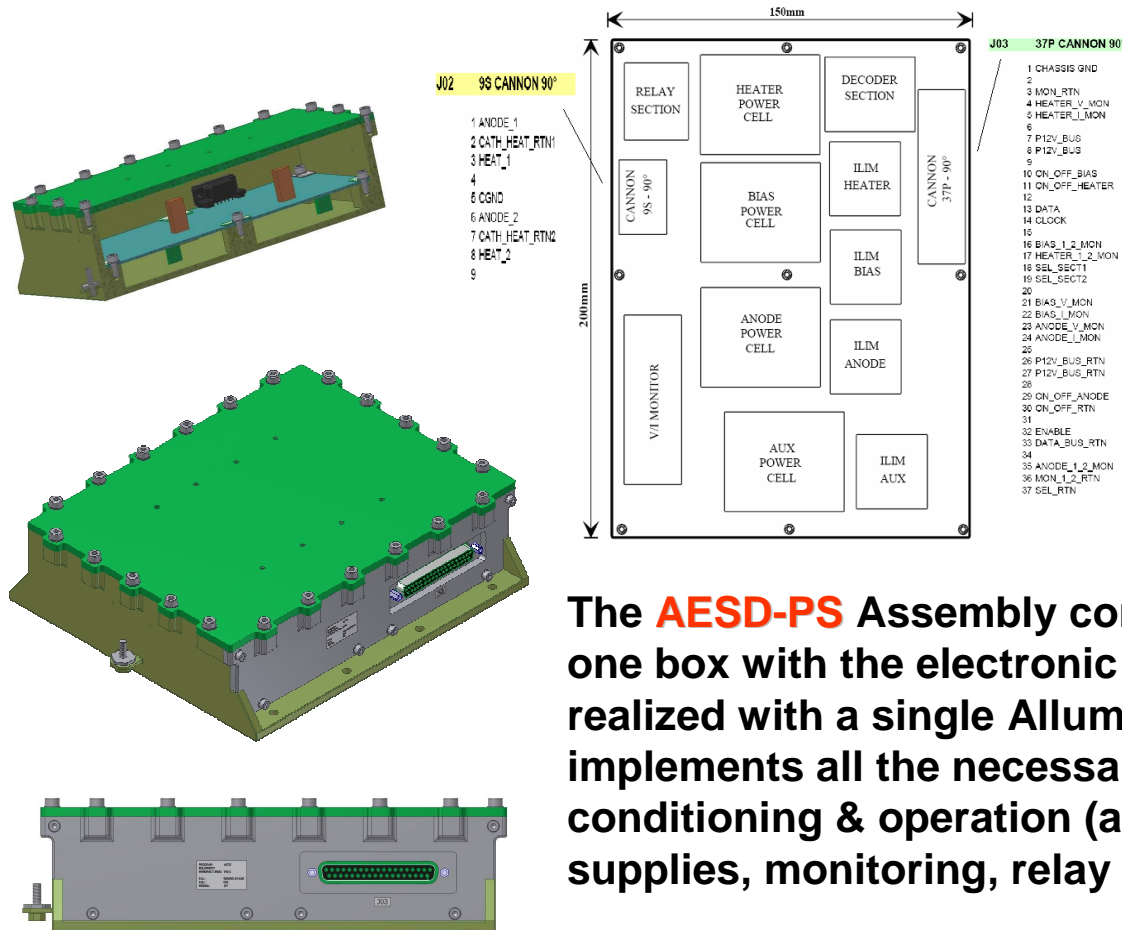 150mm
J03 37P CANNON 90°
J02 9S CANNON 90°
1 ANODE_1
2 CATH_HEAT_RTN1
3 HEAT_1
4
5 CGND
6 ANODE_2
7 CATH_HEAT_RTN2
8 HEAT_2
9
200mm
RELAY
SECTION
HEATER
POWER
CELL
DECODER
SECTION
CANNON
9S - 90°
BIAS
POWER
CELL
ILIM
HEATER
CANNON
37P - 90°
ILIM
BIAS
ANODE
POWER
CELL
ILIM
ANODE
V/I MONITOR
AUX
POWER
CELL
ILIM
AUX
1 CHASSIS GND
2
3 MON_RTN
4 HEATER_V_MON
5 HEATER_I_MON
6
7 P12V_BUS
8 P12V_BUS
9
10 ON_OFF_BIAS
11 ON_OFF_HEATER
12
13 DATA
14 CLOCK
15
16 BIAS_1_2_MON
17 HEATER_1_2_MON
18 SEL_SECT1
19 SEL_SECT2
20
21 BIAS_V_MON
22 BIAS_I_MON
23 ANODE_V_MON
24 ANODE_I_MON
25
26 P12V_BUS_RTN
27 P12V_BUS_RTN
28
29 ON_OFF_ANODE
30 ON_OFF_RTN
31
32 ENABLE
33 DATA_BUS_RTN
34
35 ANODE_1_2_MON
36 MON_1_2_RTN
37 SEL_RTN
The AESD-PS Assembly co
one box with the electronic
realized with a single Allum
implements all the necessa
conditioning & operation (a
supplies, monitoring, relay
J03